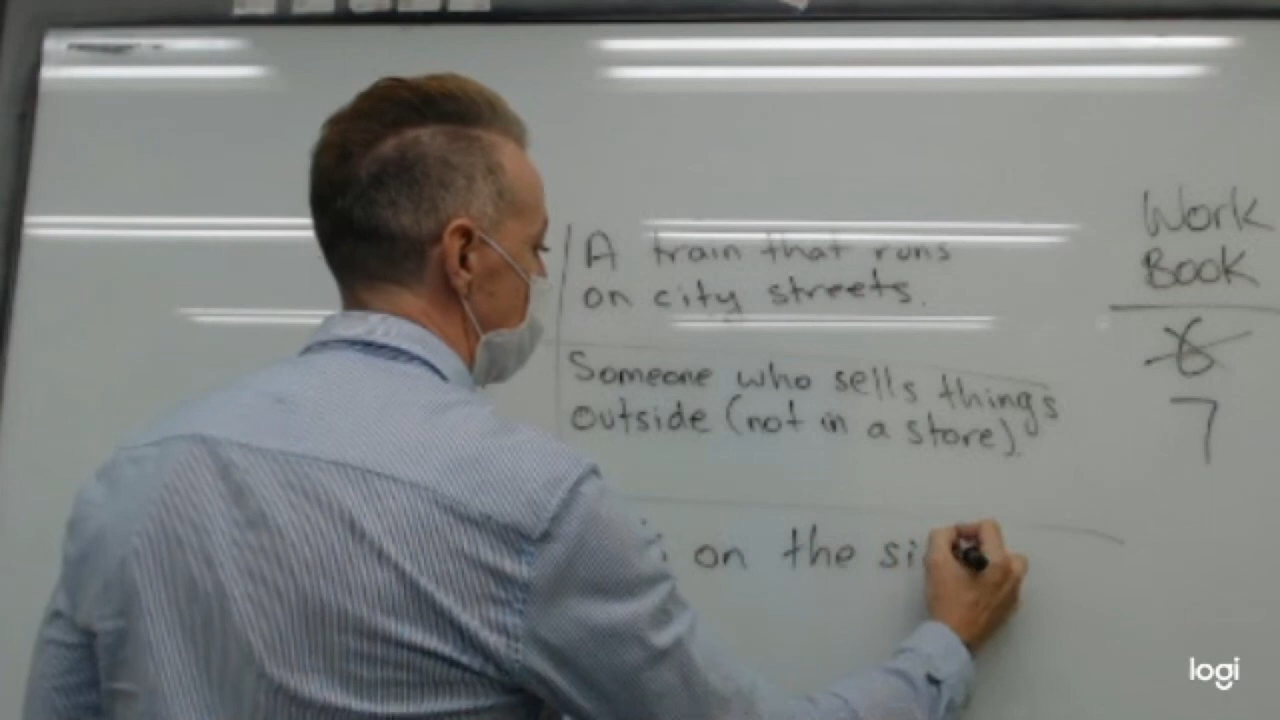 A train that runs
on city streets.
Someone who sells things
outside (not in a store).
on the
Work
Book
6
7
logi